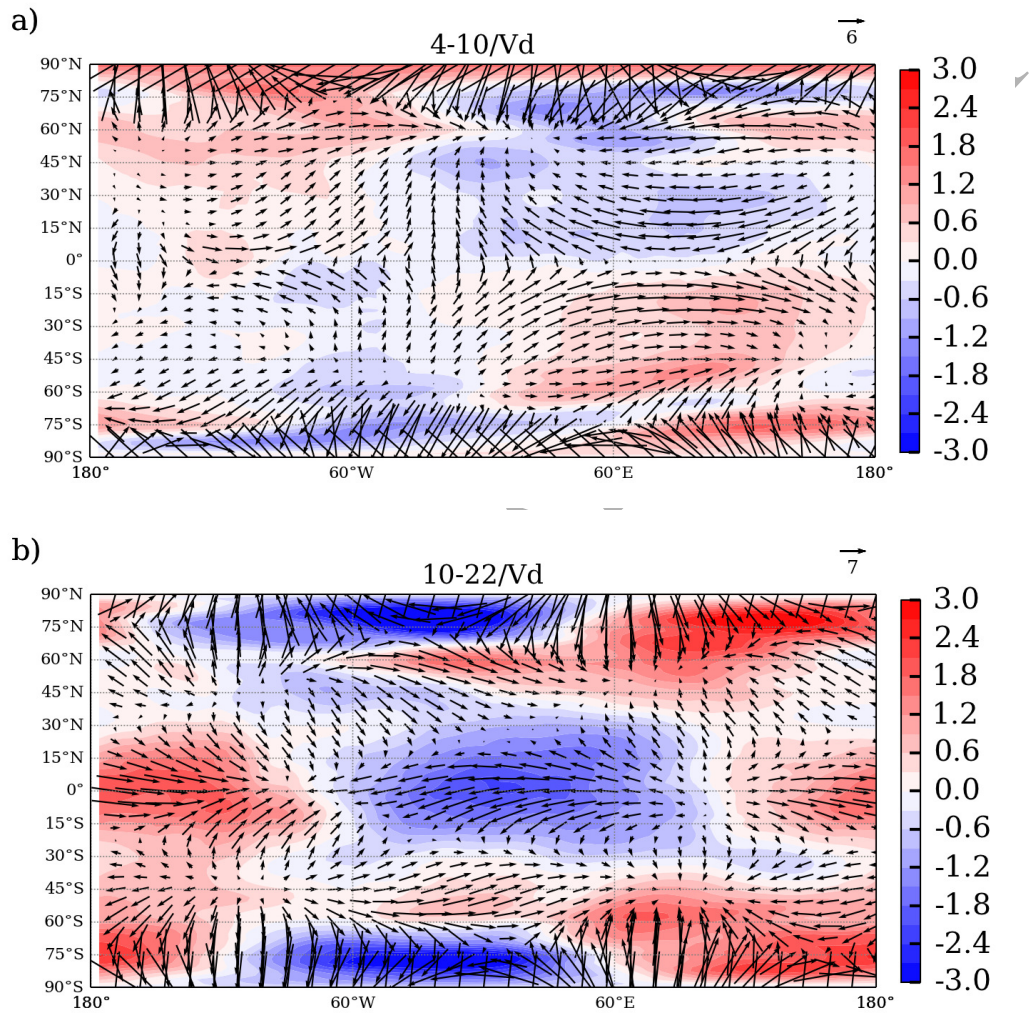 a)
4-10/Vd
6
90°N
75°N
60°N
45°N
30°N
15°N
0°
15°S
30°S
45°S
60°S
75°S
90°S
180°
60°W
60°E
180°
3.0
2.4
1.8
1.2
0.6
0.0
-0.6
-1.2
-1.8
-2.4
-3.0
b)
10-22/Vd
7
90°N
75°N
60°N
45°N
30°N
15°N
0°
15°S
30°S
45°S
60°S
75°S
90°S
180°
60°W
60°E
180°
3.0
2.4
1.8
1.2
0.6
0.0
-0.6
-1.2
-1.8
-2.4
-3.0